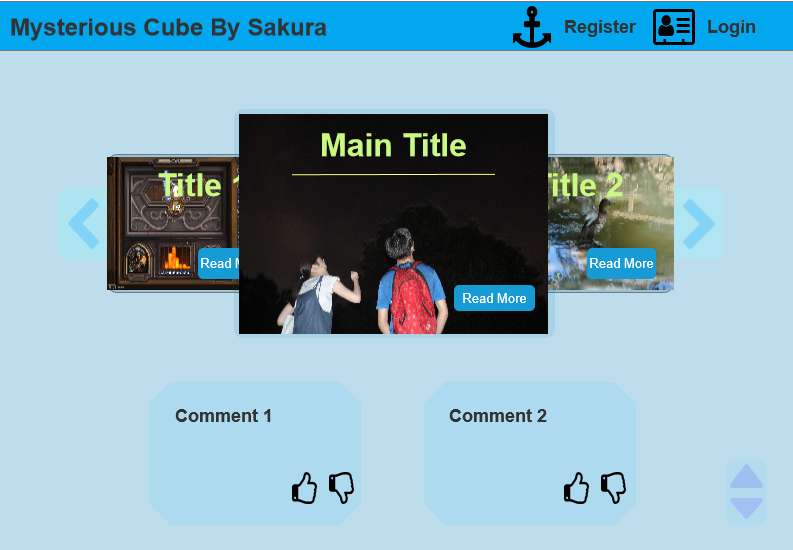 Mysterious Cube By Sakura
Register
Login
Main Title
Title 1
Title 2
Read M
Read More
Read More
Comment 1
Comment 2